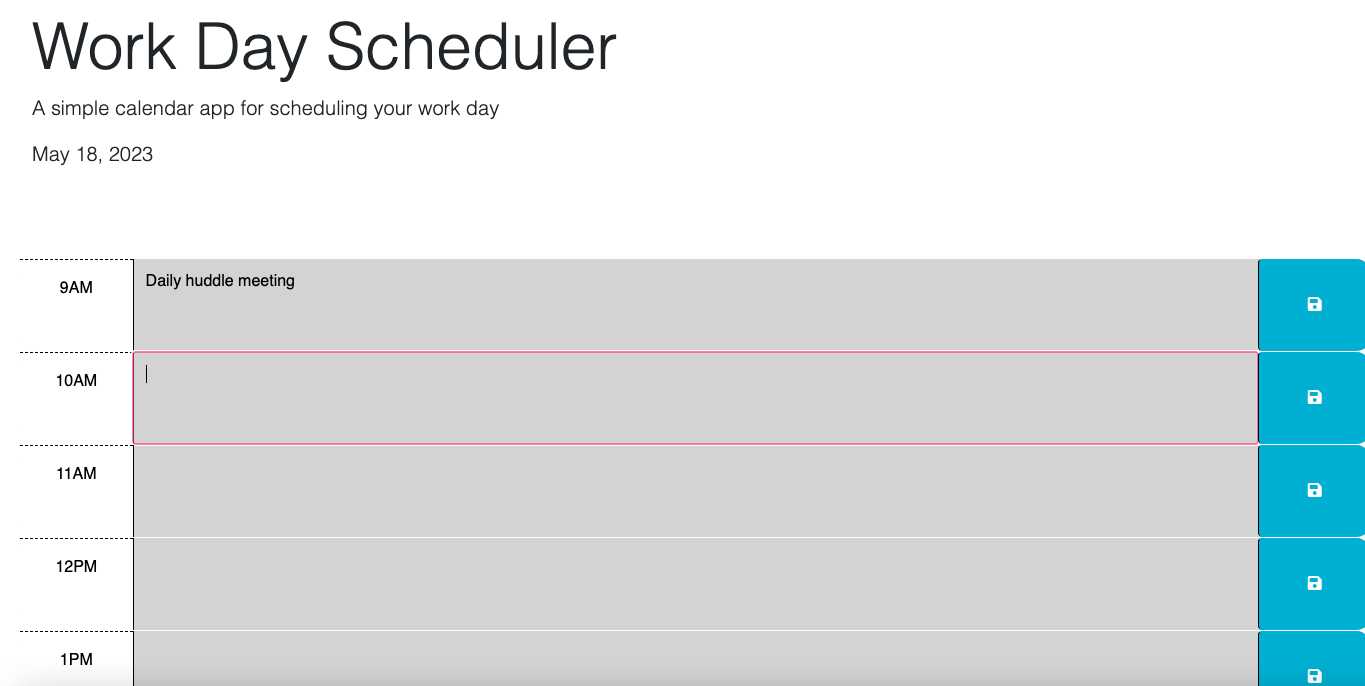 Work Day Scheduler
A simple calendar app for scheduling your work day
May 18, 2023
9AM
Daily huddle meeting
10AM
11AM
12PM
1PM